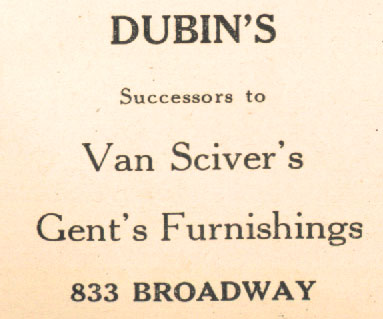 DUBIN'S
Successors to
Van Sciver's
Gent's Furnishings
833 BROADWAY